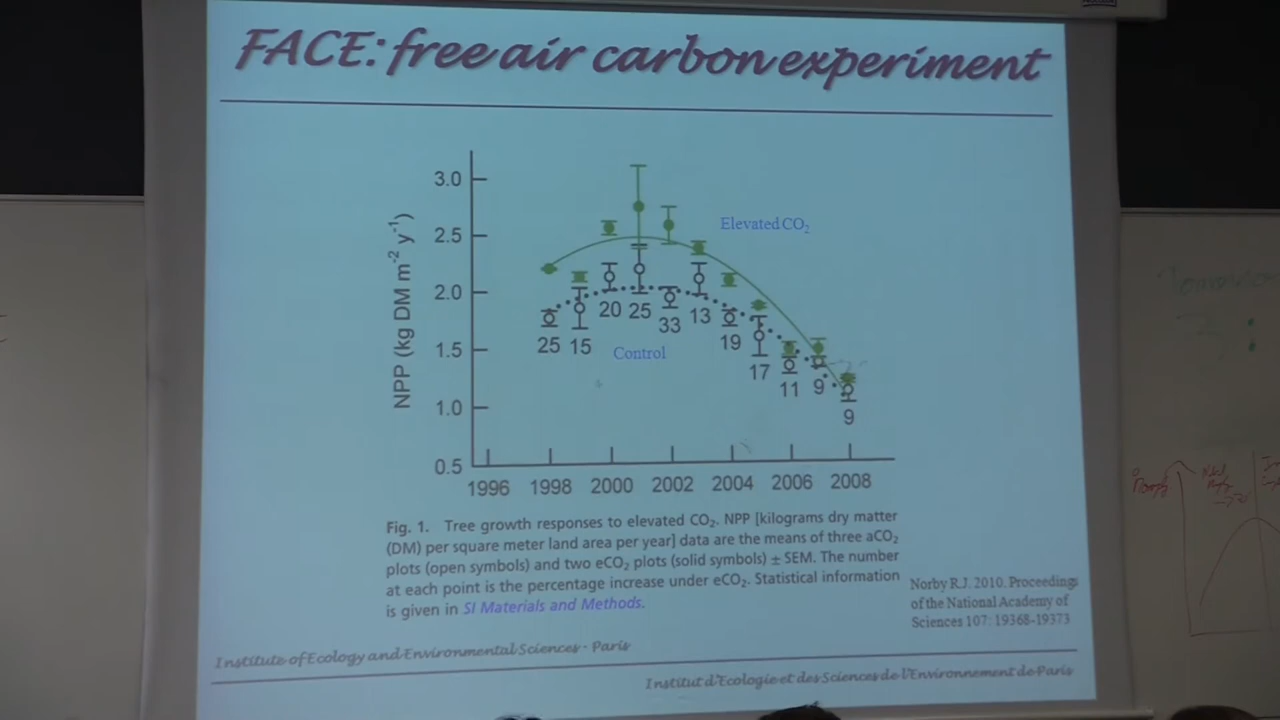 FACE: free air carbon experiment
3.0
2.5
2.0
1.5
1.0
0.5
NPP (kg DM m⁻² y⁻¹)
Elevated CO₂
Control
25 15 20 25 33 13 19 17 11 9 9
1996 1998 2000 2002 2004 2006 2008
Fig. 1. Tree growth responses to elevated CO₂. NPP [kilograms dry matter
(DM) per square meter land area per year] data are the means of three aCO₂
plots (open symbols) and two eCO₂ plots (solid symbols) ± SEM. The number
at each point is the percentage increase under eCO₂. Statistical information
is given in SI Materials and Methods.
Norby R.J. 2010. Proceedings
of the National Academy of
Sciences 107: 19368-19373
Institute of Ecology and Environmental Sciences - Paris
Institut d'Ecologie et des Sciences de l'Environnement de Paris